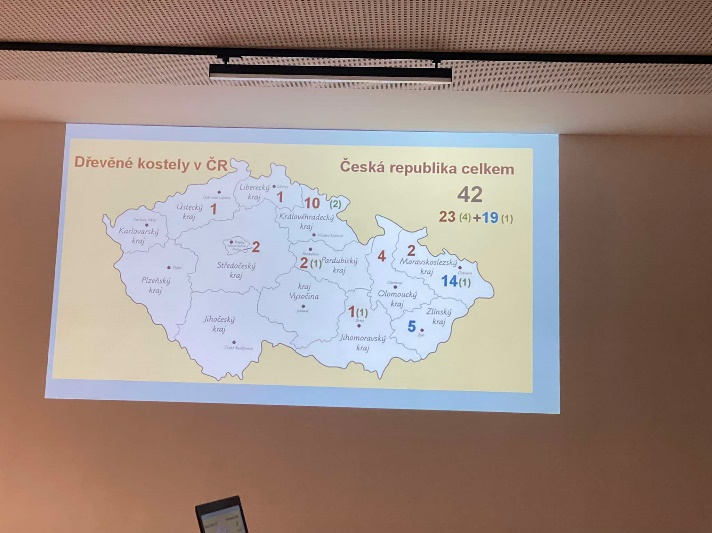 Dřevěné kostely v ČR
Česká republika celkem
42
23 (4) +19 (1)
Liberecký
kraj
1
10 (2)
Ústecký
kraj
1
Královéhradecký
kraj
Karlovarský
kraj
2
Středočeský
kraj
2 (1)
Pardubický
kraj
4
2
Moravskoslezský
kraj
14 (1)
Plzeňský
kraj
kraj
Vysočina
Olomoucký
kraj
1 (1)
Zlínský
kraj
5
Jihočeský
kraj
Jihomoravský
kraj